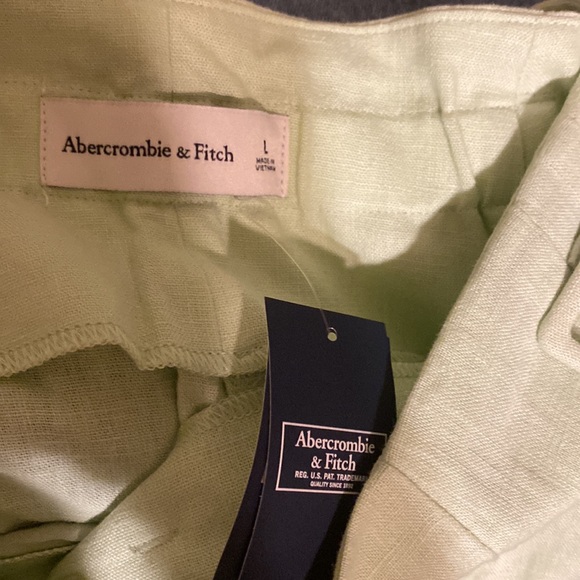 Abercrombie & Fitch
L
MADE IN
VIETNAM
Abercrombie
& Fitch
REG. U.S. PAT. TRADEMARK
QUALITY SINCE 1892